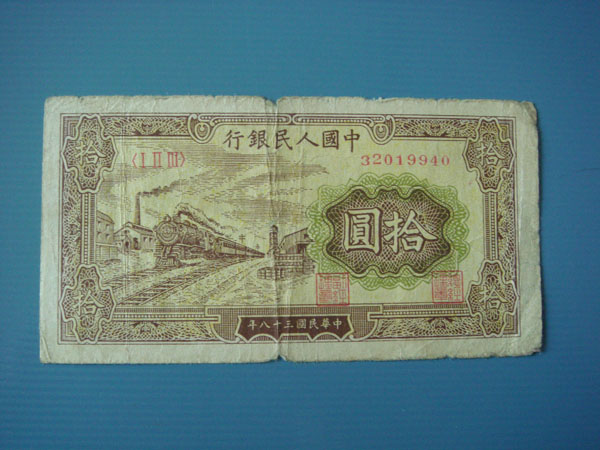 中國人民銀行
拾
拾
〈I II III〉
32019940
拾圓
拾
拾
中華民國三十八年